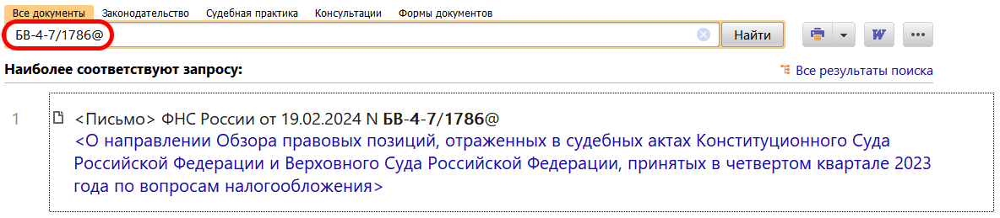 Все документы Законодательство Судебная практика Консультации Формы документов
БВ-4-7/1786@ Найти
Наиболее соответствуют запросу: Все результаты поиска
1 <Письмо> ФНС России от 19.02.2024 N БВ-4-7/1786@
<О направлении Обзора правовых позиций, отраженных в судебных актах Конституционного Суда
Российской Федерации и Верховного Суда Российской Федерации, принятых в четвертом квартале 2023
года по вопросам налогообложения>